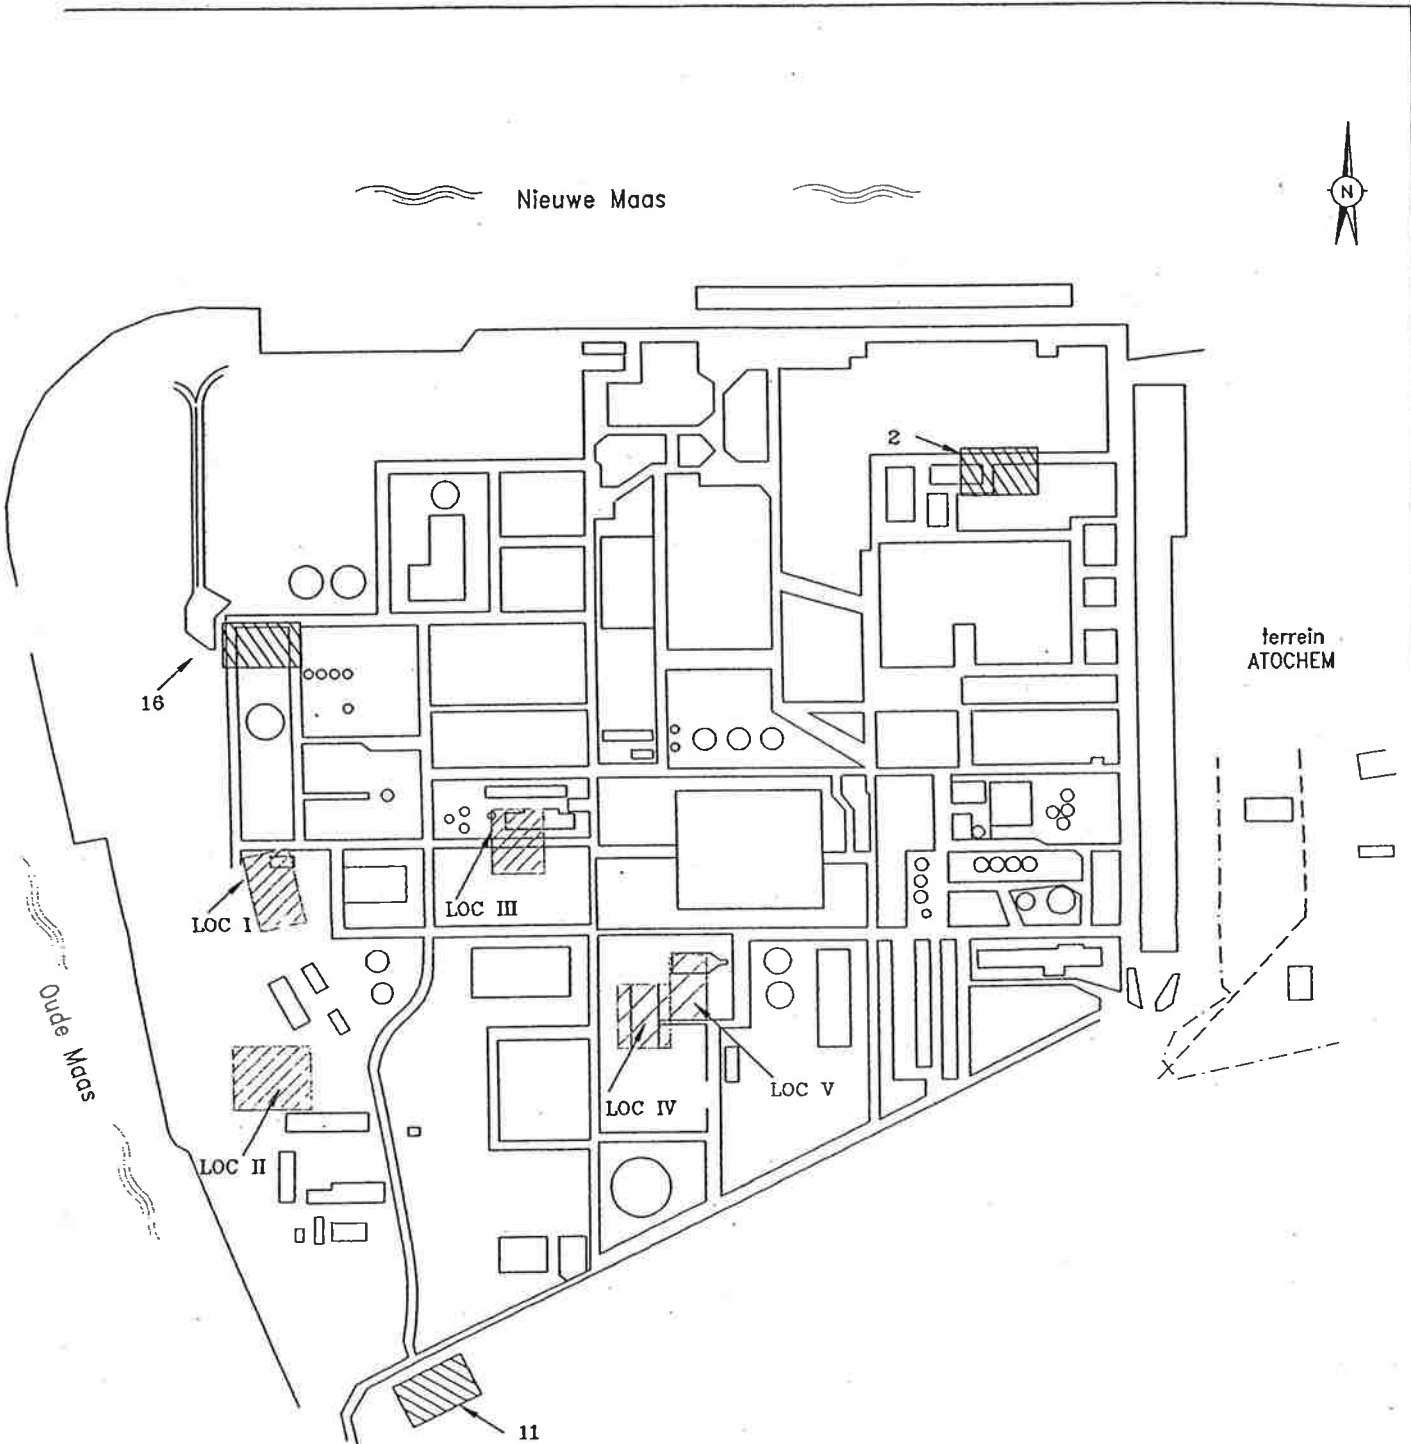 Nieuwe Maas
N
2
terrein
ATOCHEM
16
LOC I
LOC III
Oude Maas
LOC IV
LOC V
LOC II
11